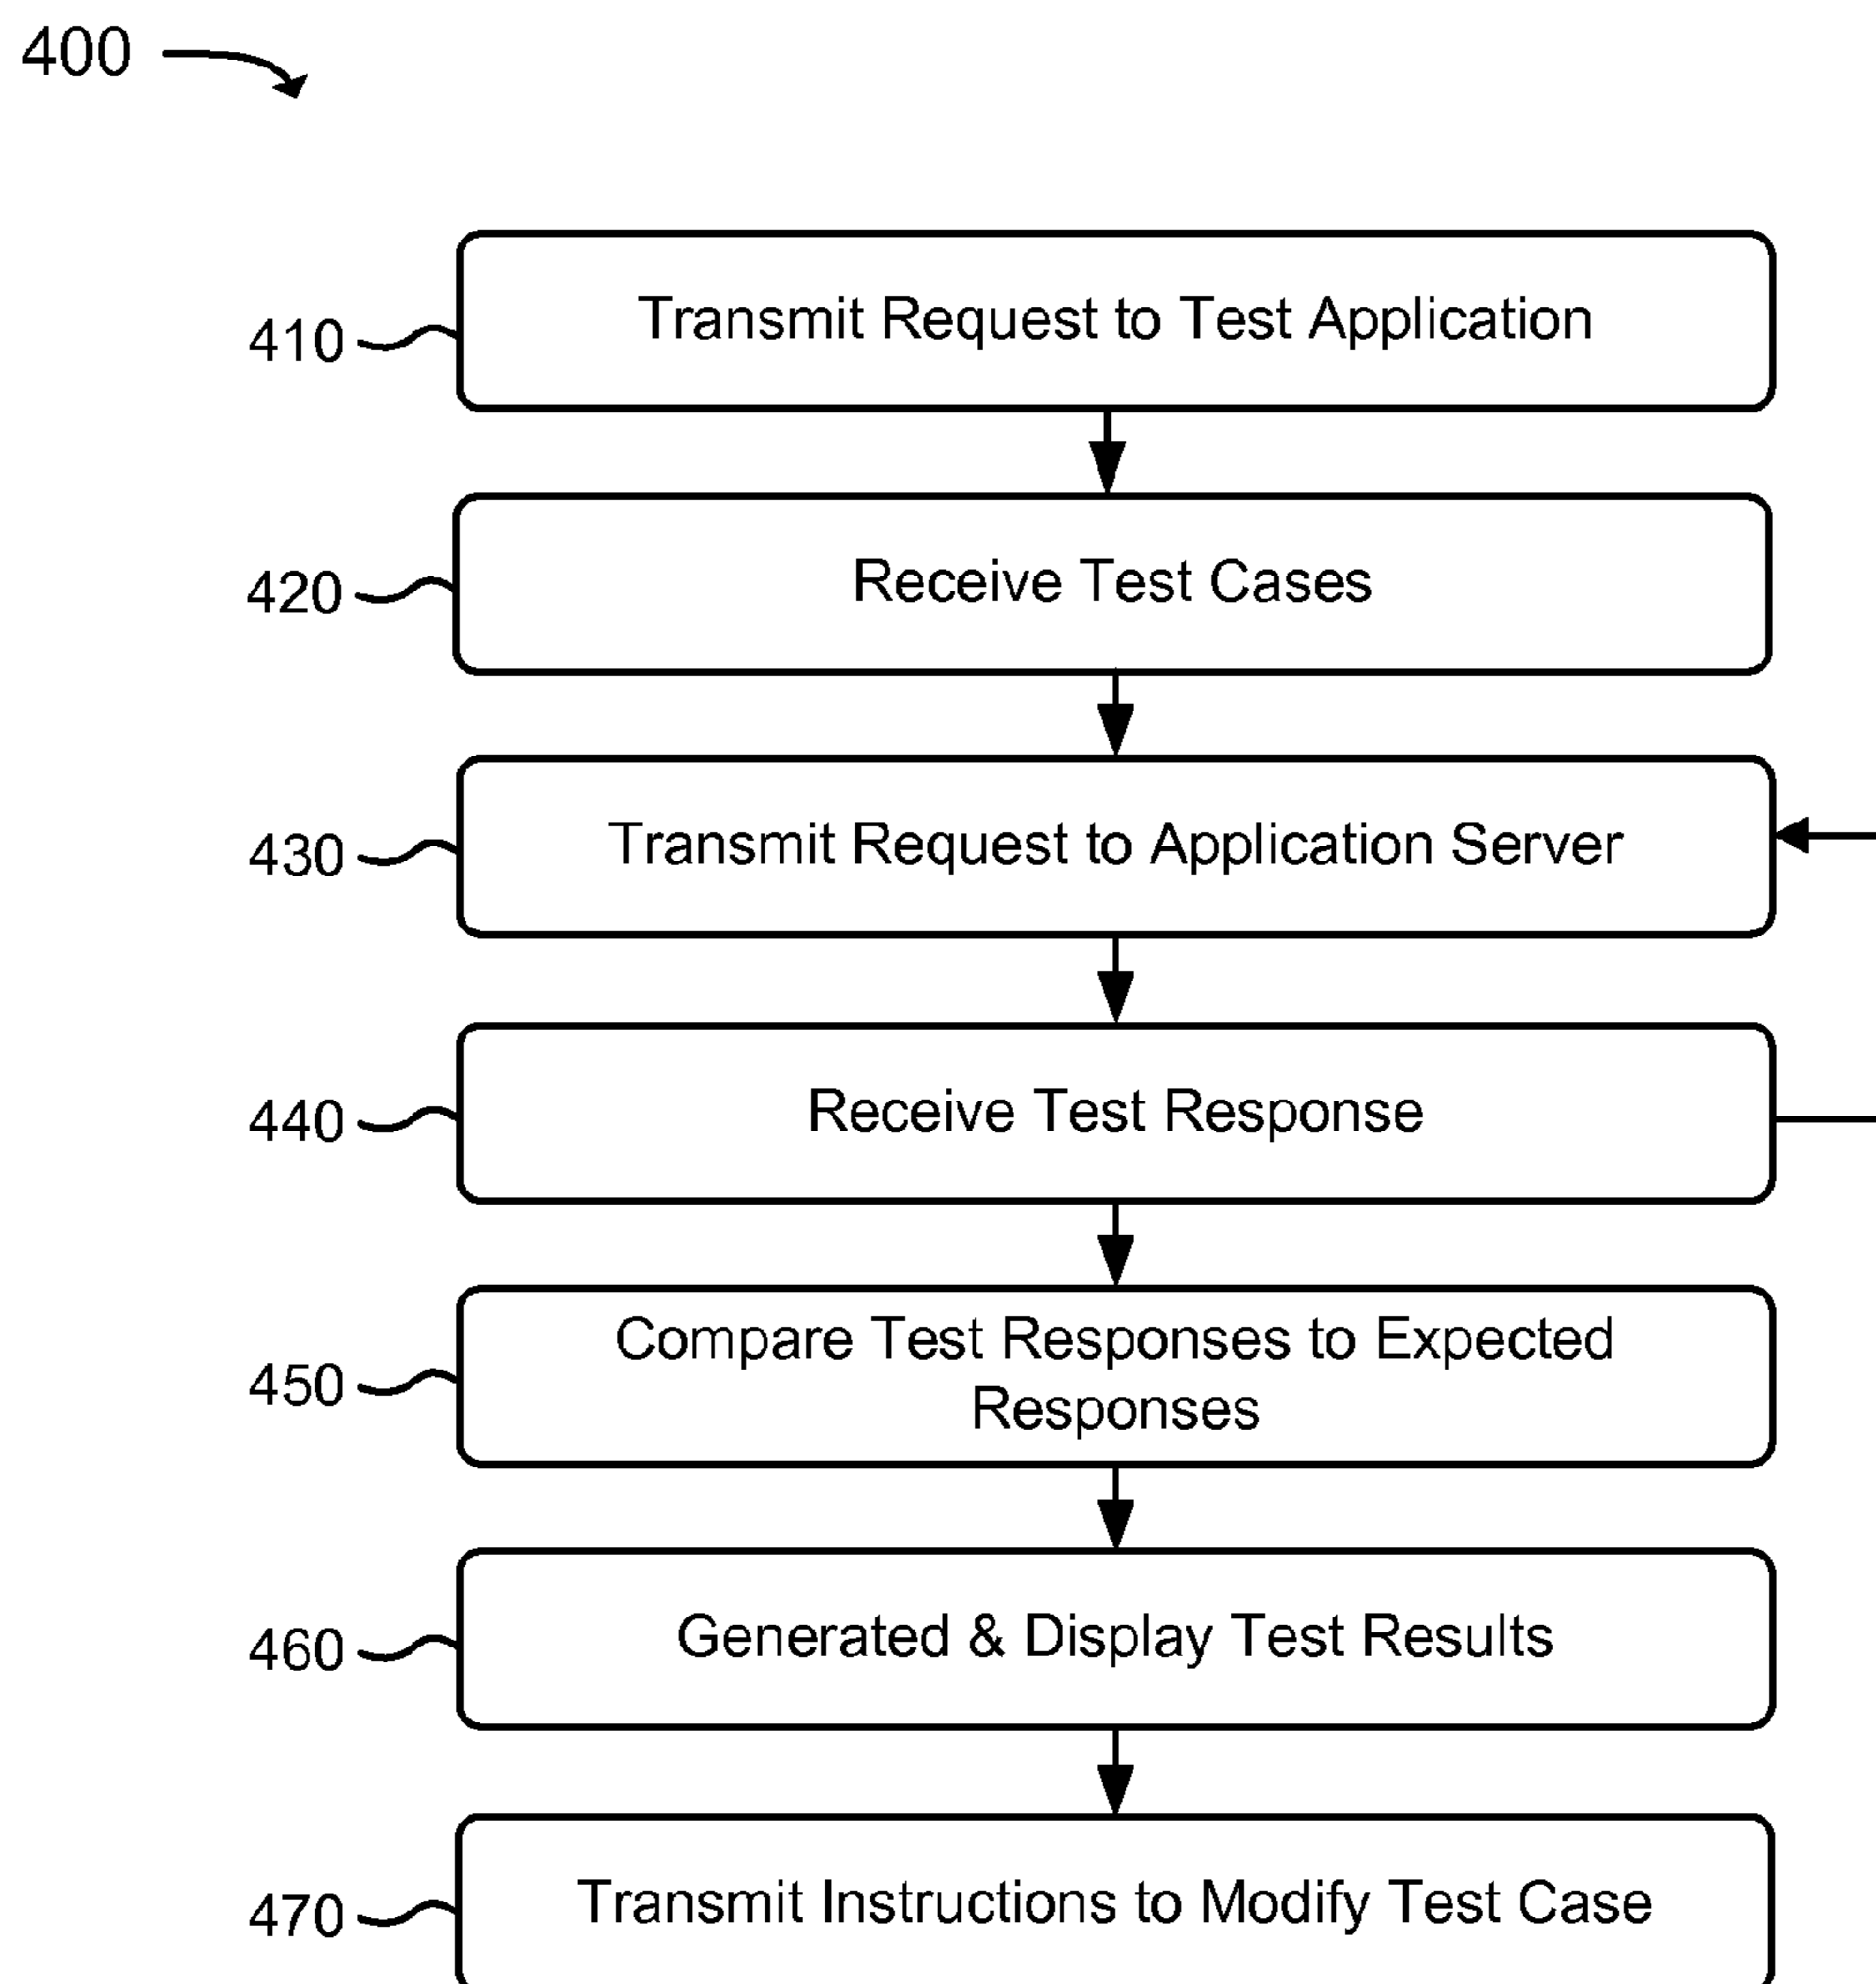 400
410
Transmit Request to Test Application
420
Receive Test Cases
430
Transmit Request to Application Server
440
Receive Test Response
450
Compare Test Responses to Expected
Responses
460
Generated & Display Test Results
470
Transmit Instructions to Modify Test Case